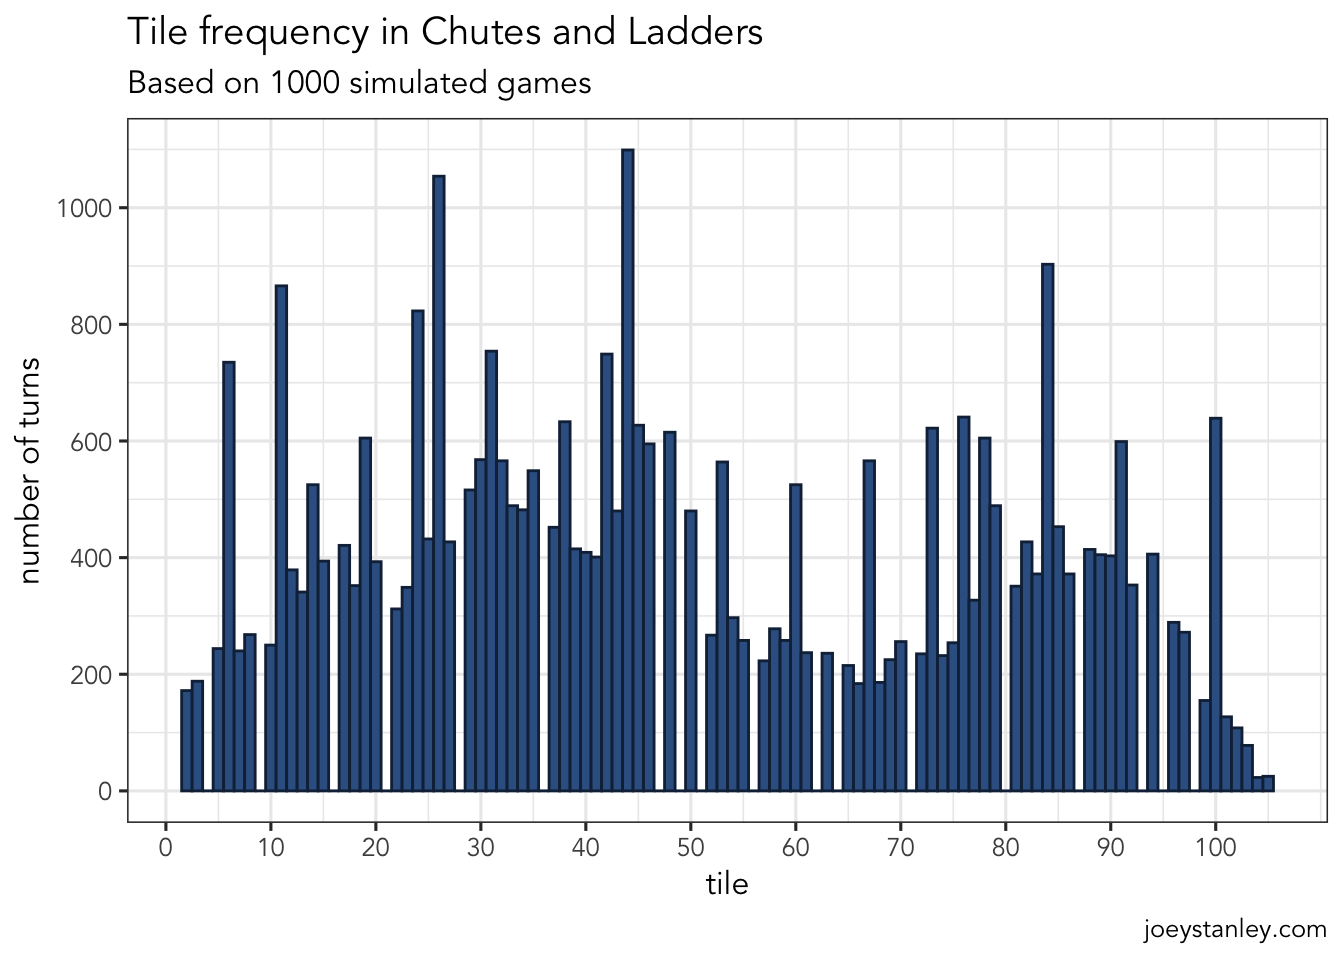 Tile frequency in Chutes and Ladders
Based on 1000 simulated games
number of turns
1000
800
600
400
200
0
0 10 20 30 40 50 60 70 80 90 100
tile
joeystanley.com